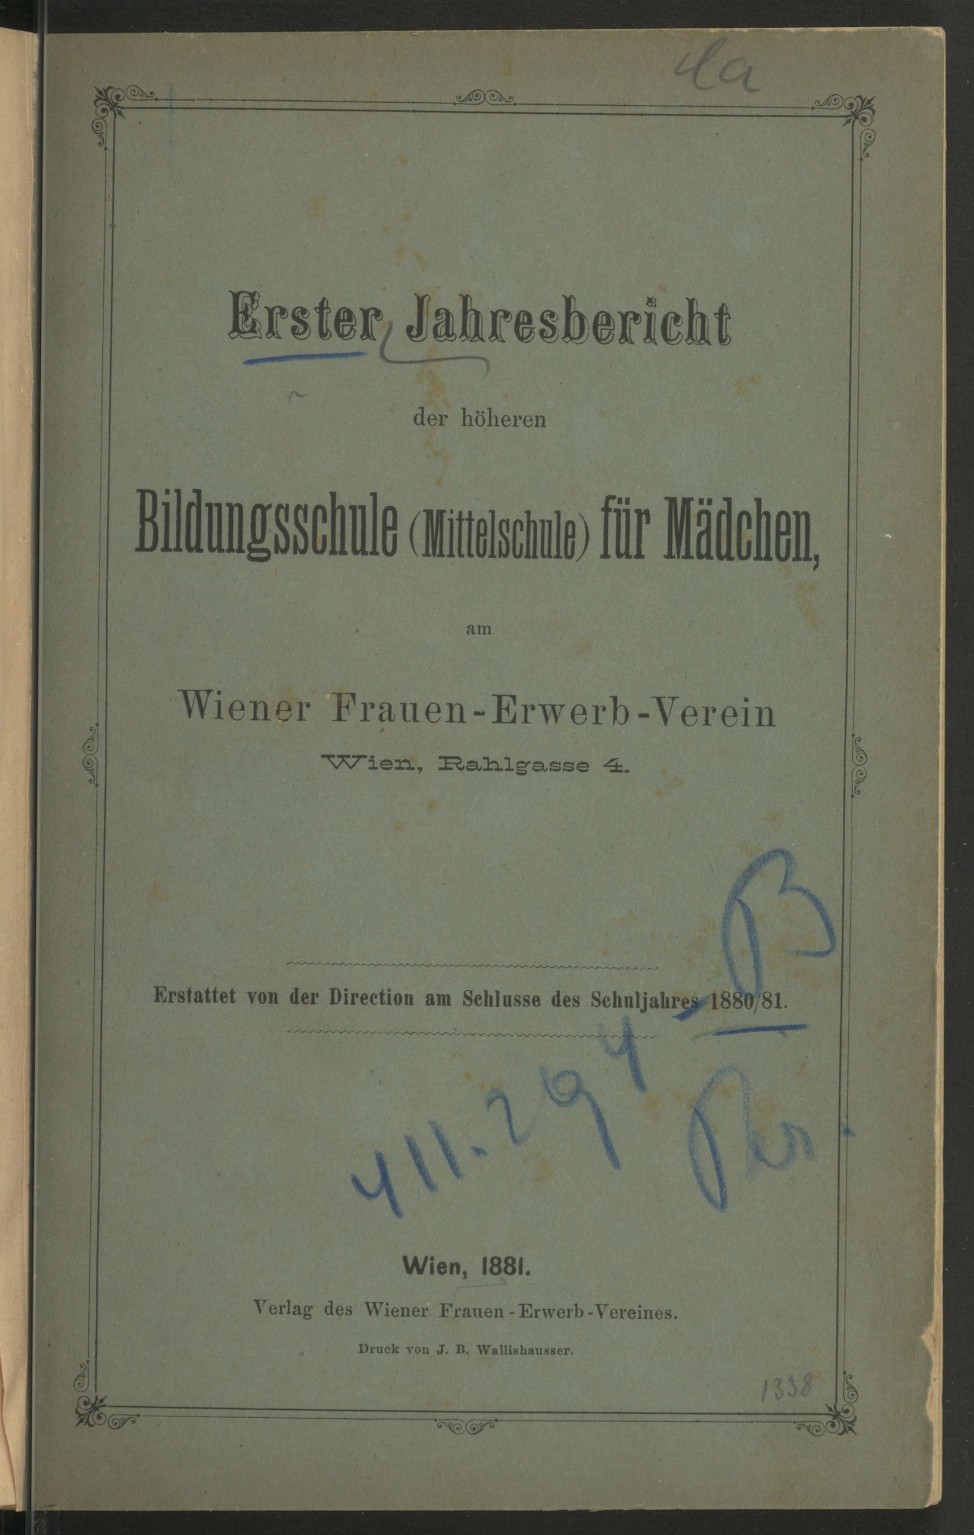 4a
Erster Jahresbericht
der höheren
Bildungsschule (Mittelschule) für Mädchen,
am
Wiener Frauen-Erwerb-Verein
Wien, Rahlgasse 4.
Erstattet von der Direction am Schlusse des Schuljahres 1880/81.
411.294-B
Per.
Wien, 1881.
Verlag des Wiener Frauen-Erwerb-Vereines.
Druck von J. B. Wallishausser.
1338